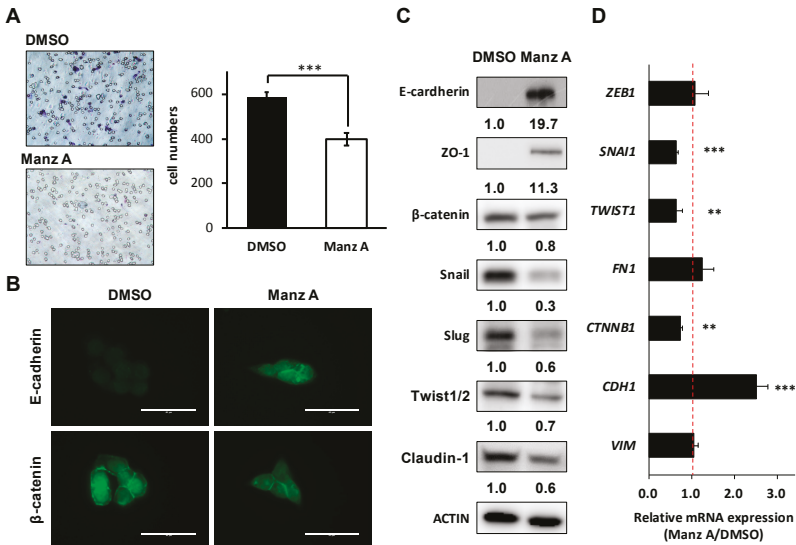 A
DMSO
Manz A
cell numbers
600
400
600
0
DMSO
Manz A
***
B
DMSO
Manz A
E-cadherin
β-catenin
C
DMSO Manz A
E-cardherin
1.0 19.7
ZO-1
1.0 11.3
β-catenin
1.0 0.8
Snail
1.0 0.3
Slug
1.0 0.6
Twist1/2
1.0 0.7
Claudin-1
1.0 0.6
ACTIN
D
ZEB1
SNAI1 ***
TWIST1 **
FN1
CTNNB1 **
CDH1 ***
VIM
0.0 1.0 2.0 3.0
Relative mRNA expression
(Manz A/DMSO)